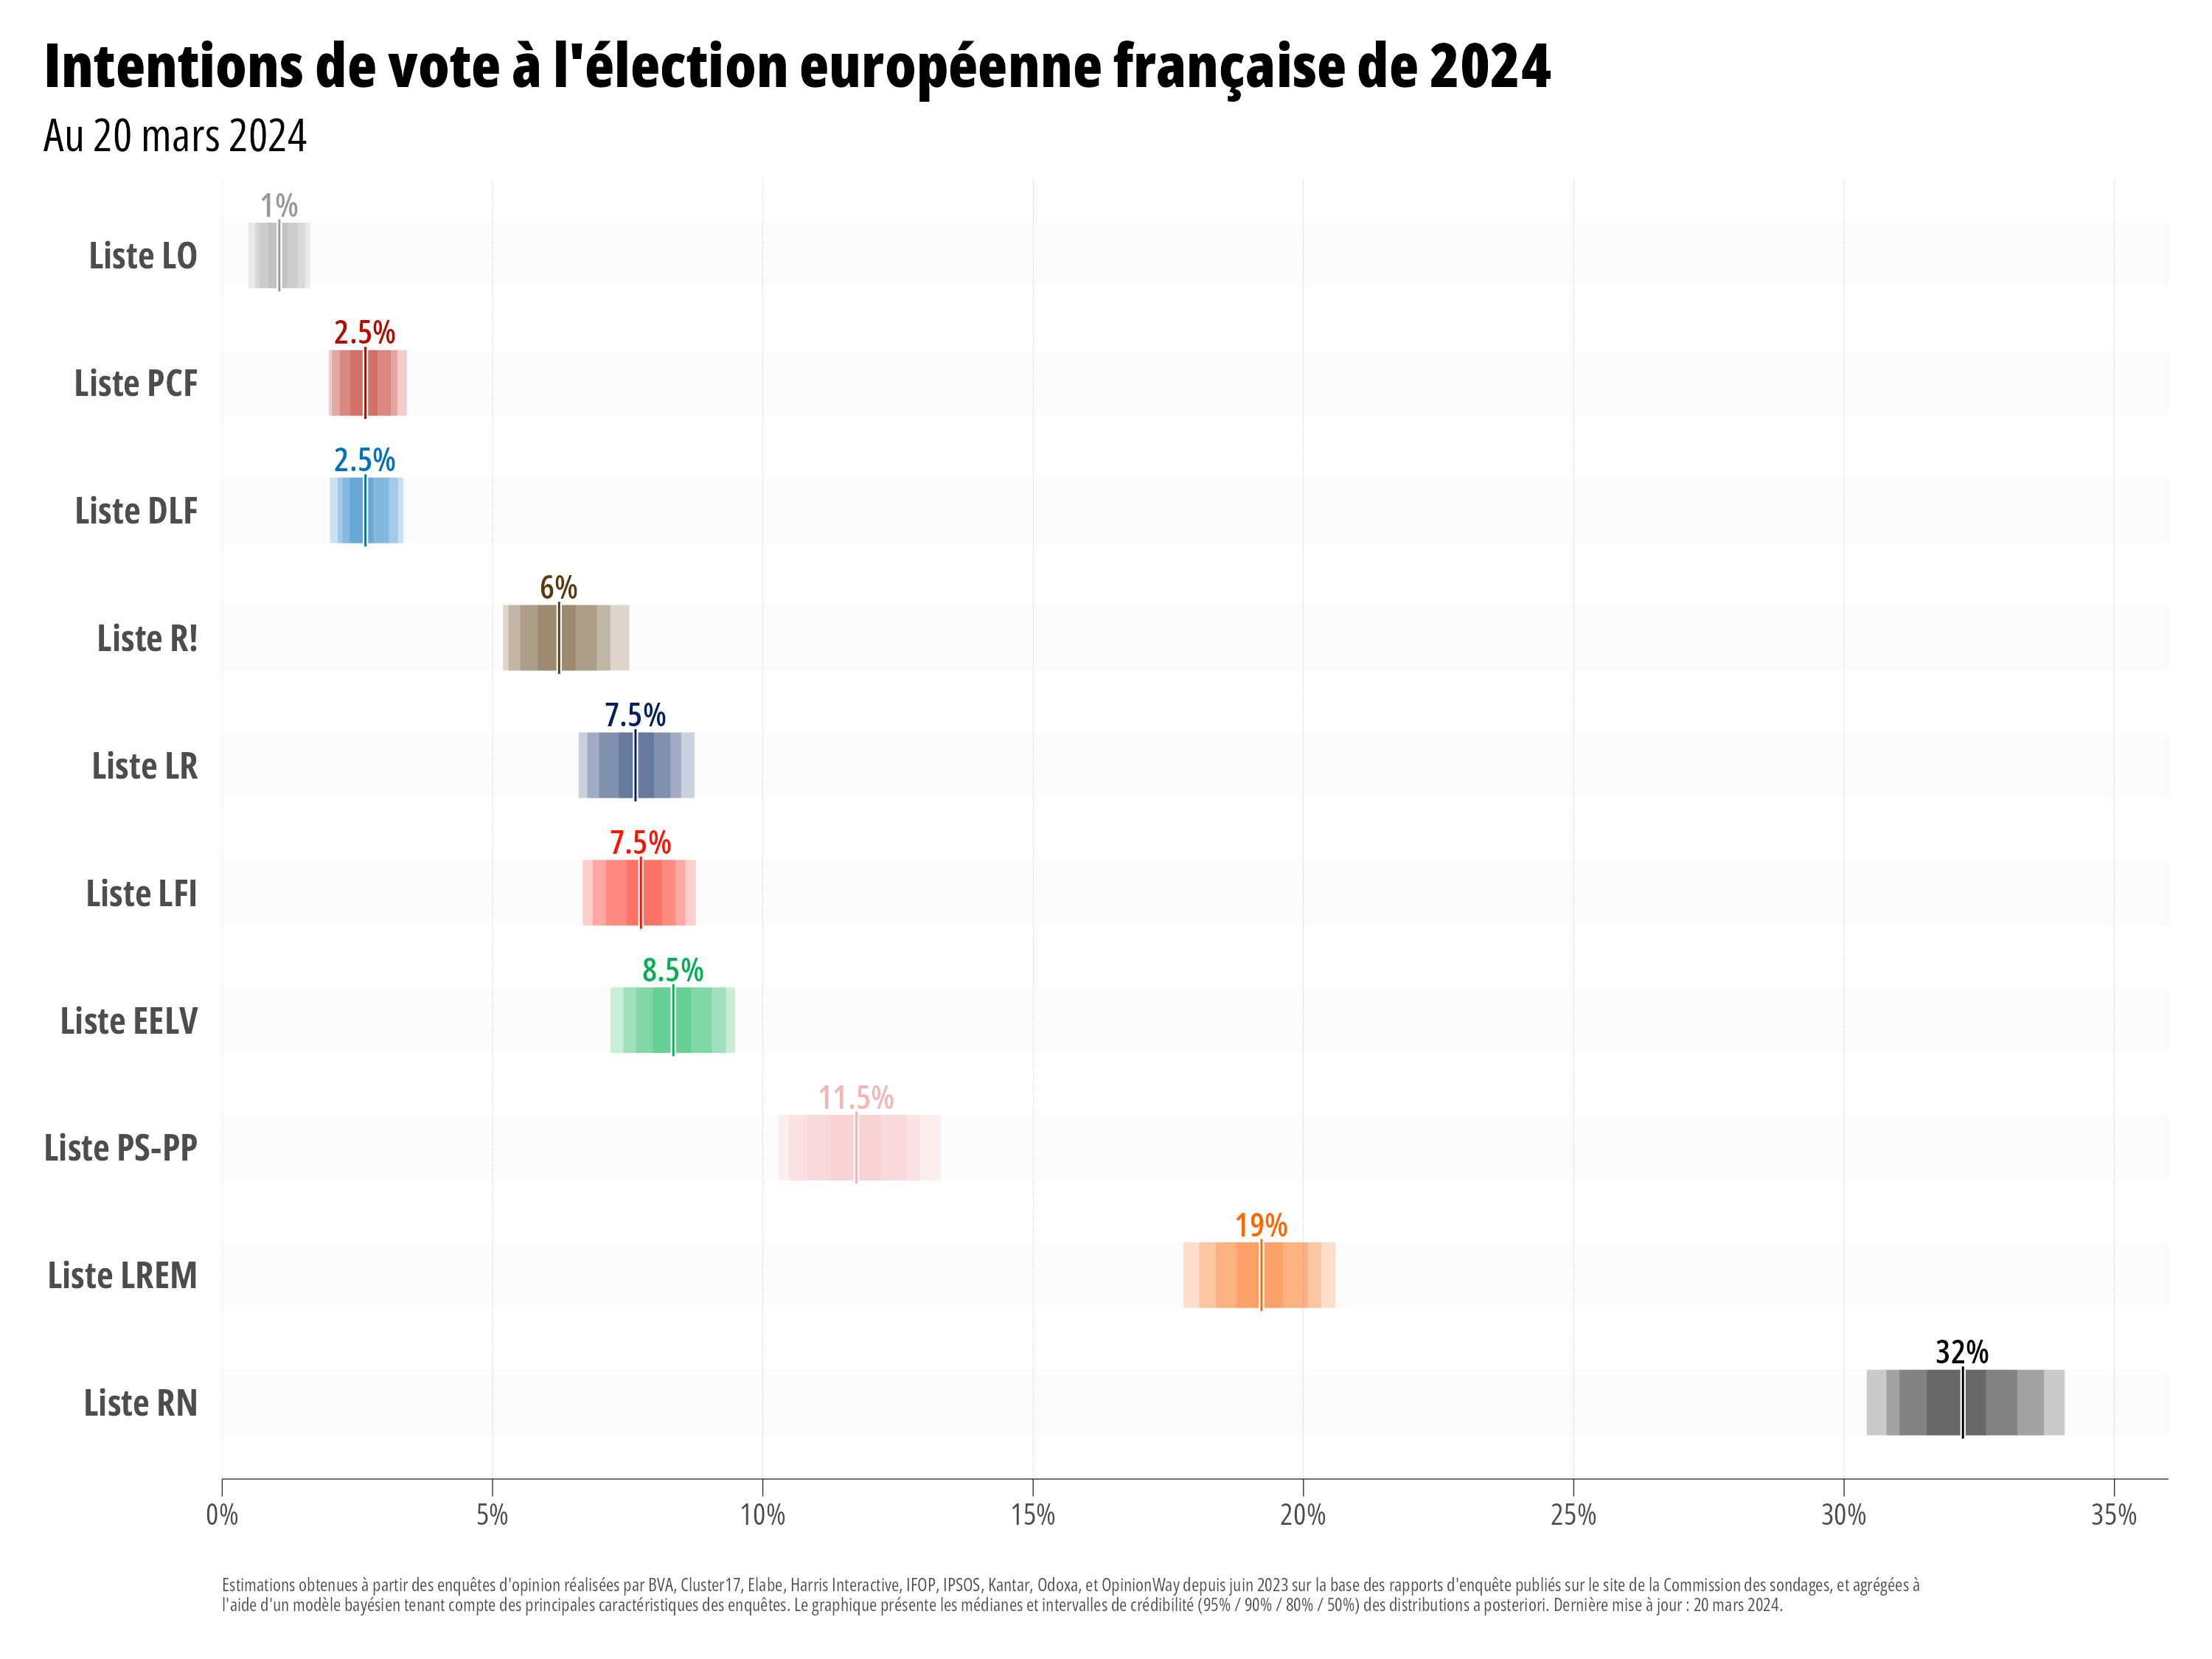 Intentions de vote à l'élection européenne française de 2024
Au 20 mars 2024
1%
Liste LO
2.5%
Liste PCF
2.5%
Liste DLF
6%
Liste R!
7.5%
Liste LR
7.5%
Liste LFI
8.5%
Liste EELV
11.5%
Liste PS-PP
19%
Liste LREM
32%
Liste RN
0% 5% 10% 15% 20% 25% 30% 35%
Estimations obtenues à partir des enquêtes d'opinion réalisées par BVA, Cluster17, Elabe, Harris Interactive, IFOP, IPSOS, Kantar, Odoxa, et OpinionWay depuis juin 2023 sur la base des rapports d'enquête publiés sur le site de la Commission des sondages, et agrégées à
l'aide d'un modèle bayésien tenant compte des principales caractéristiques des enquêtes. Le graphique présente les médianes et intervalles de crédibilité (95% / 90% / 80% / 50%) des distributions a posteriori. Dernière mise à jour : 20 mars 2024.